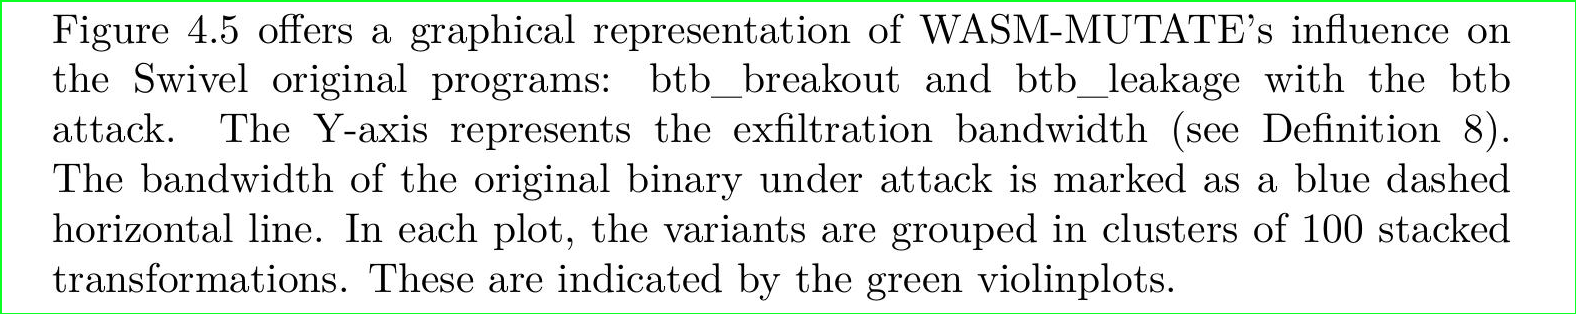 Figure 4.5 offers a graphical representation of WASM-MUTATE's influence on
the Swivel original programs: btb_breakout and btb_leakage with the btb
attack. The Y-axis represents the exfiltration bandwidth (see Definition 8).
The bandwidth of the original binary under attack is marked as a blue dashed
horizontal line. In each plot, the variants are grouped in clusters of 100 stacked
transformations. These are indicated by the green violinplots.